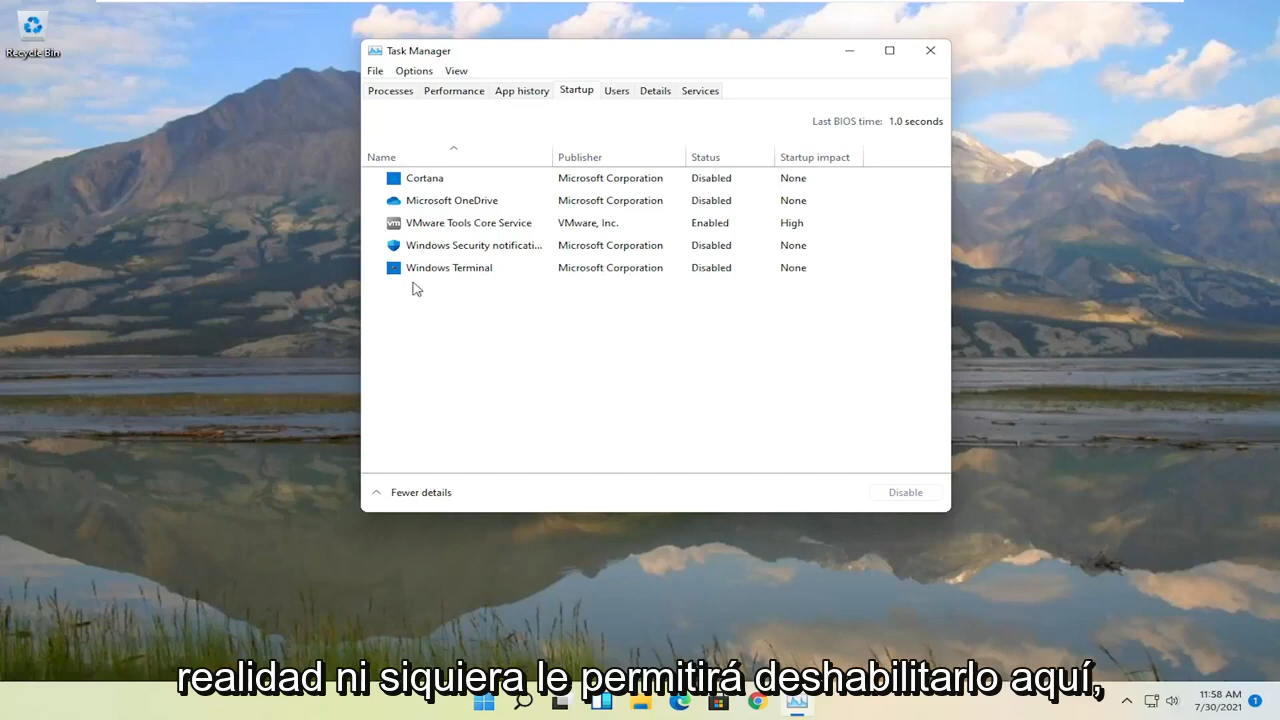 Recycle Bin
Task Manager
File Options View
Processes Performance App history Startup Users Details Services
Last BIOS time: 1.0 seconds
Name Publisher Status Startup impact
Cortana Microsoft Corporation Disabled None
Microsoft OneDrive Microsoft Corporation Disabled None
vm VMware Tools Core Service VMware, Inc. Enabled High
Windows Security notificati... Microsoft Corporation Disabled None
Windows Terminal Microsoft Corporation Disabled None
Fewer details Disable
realidad ni siquiera le permitirá deshabilitarlo aquí,
11:58 AM
7/30/2021
1